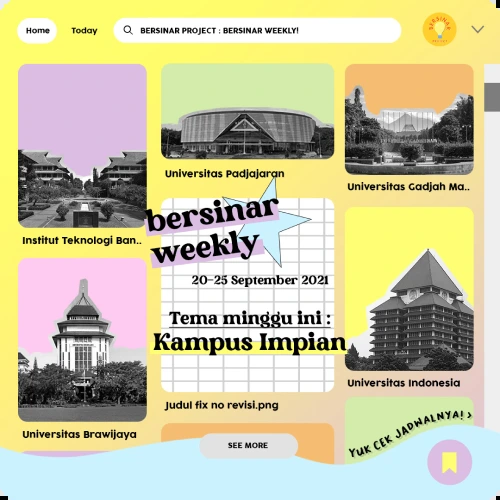 Home
Today
BERSINAR PROJECT : BERSINAR WEEKLY!
BERSINAR
Institut Teknologi Ban..
Universitas Padjajaran
Universitas Gadjah Ma..
bersinar
weekly
20-25 September 2021
Tema minggu ini :
Kampus Impian
Judul fix no revisi.png
Universitas Indonesia
Universitas Brawijaya
SEE MORE
YUK CEK JADWALNYA! >